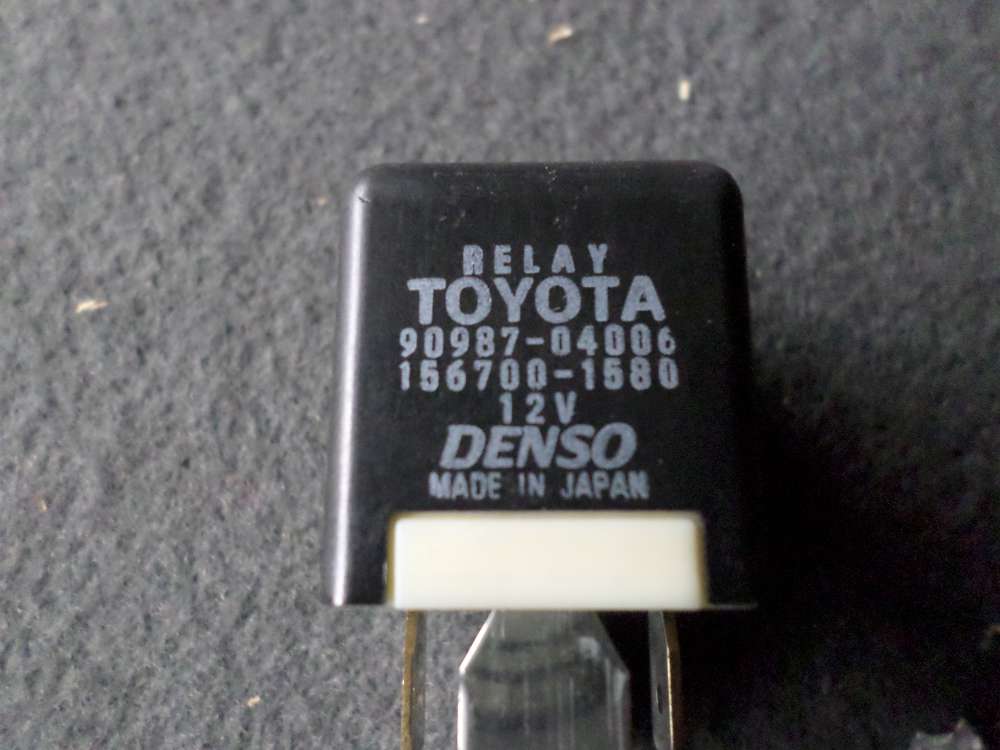 RELAY
TOYOTA
90987-04006
156700-1580
12V
DENSO
MADE IN JAPAN